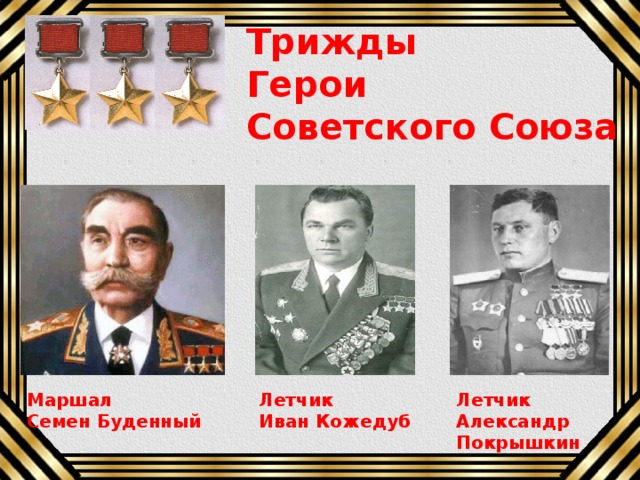 Трижды
Герои
Советского Союза
Маршал
Семен Буденный
Летчик
Иван Кожедуб
Летчик
Александр
Покрышкин